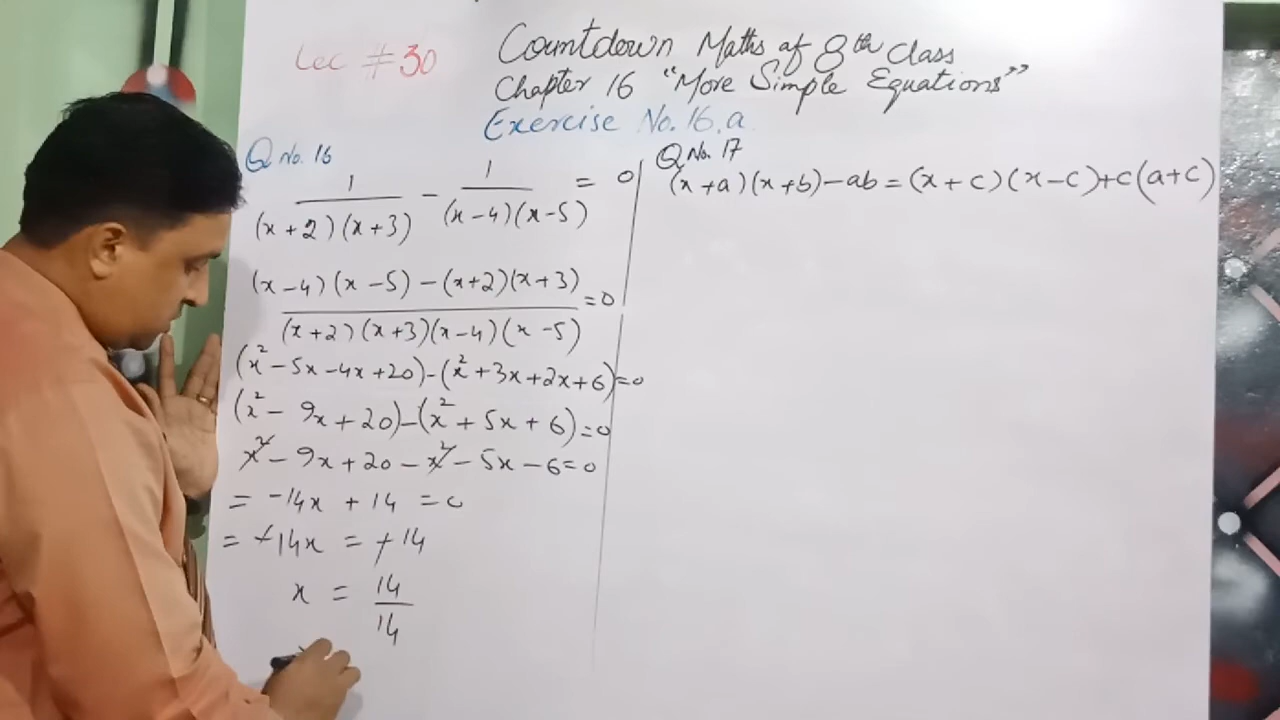 Lec # 30
Countdown Maths of 8th Class
Chapter 16 "More Simple Equations"
Exercise No. 16.a
Q No. 16
1/((x+2)(x+3)) - 1/((x-4)(x-5)) = 0
((x-4)(x-5) - (x+2)(x+3))/((x+2)(x+3)(x-4)(x-5)) = 0
(x² - 5x - 4x + 20) - (x² + 3x + 2x + 6) = 0
(x² - 9x + 20) - (x² + 5x + 6) = 0
x² - 9x + 20 - x² - 5x - 6 = 0
= -14x + 14 = 0
= -14x = -14
x = 14/14
Q No. 17
(x+a)(x+b) - ab = (x+c)(x-c) + c(a+c)